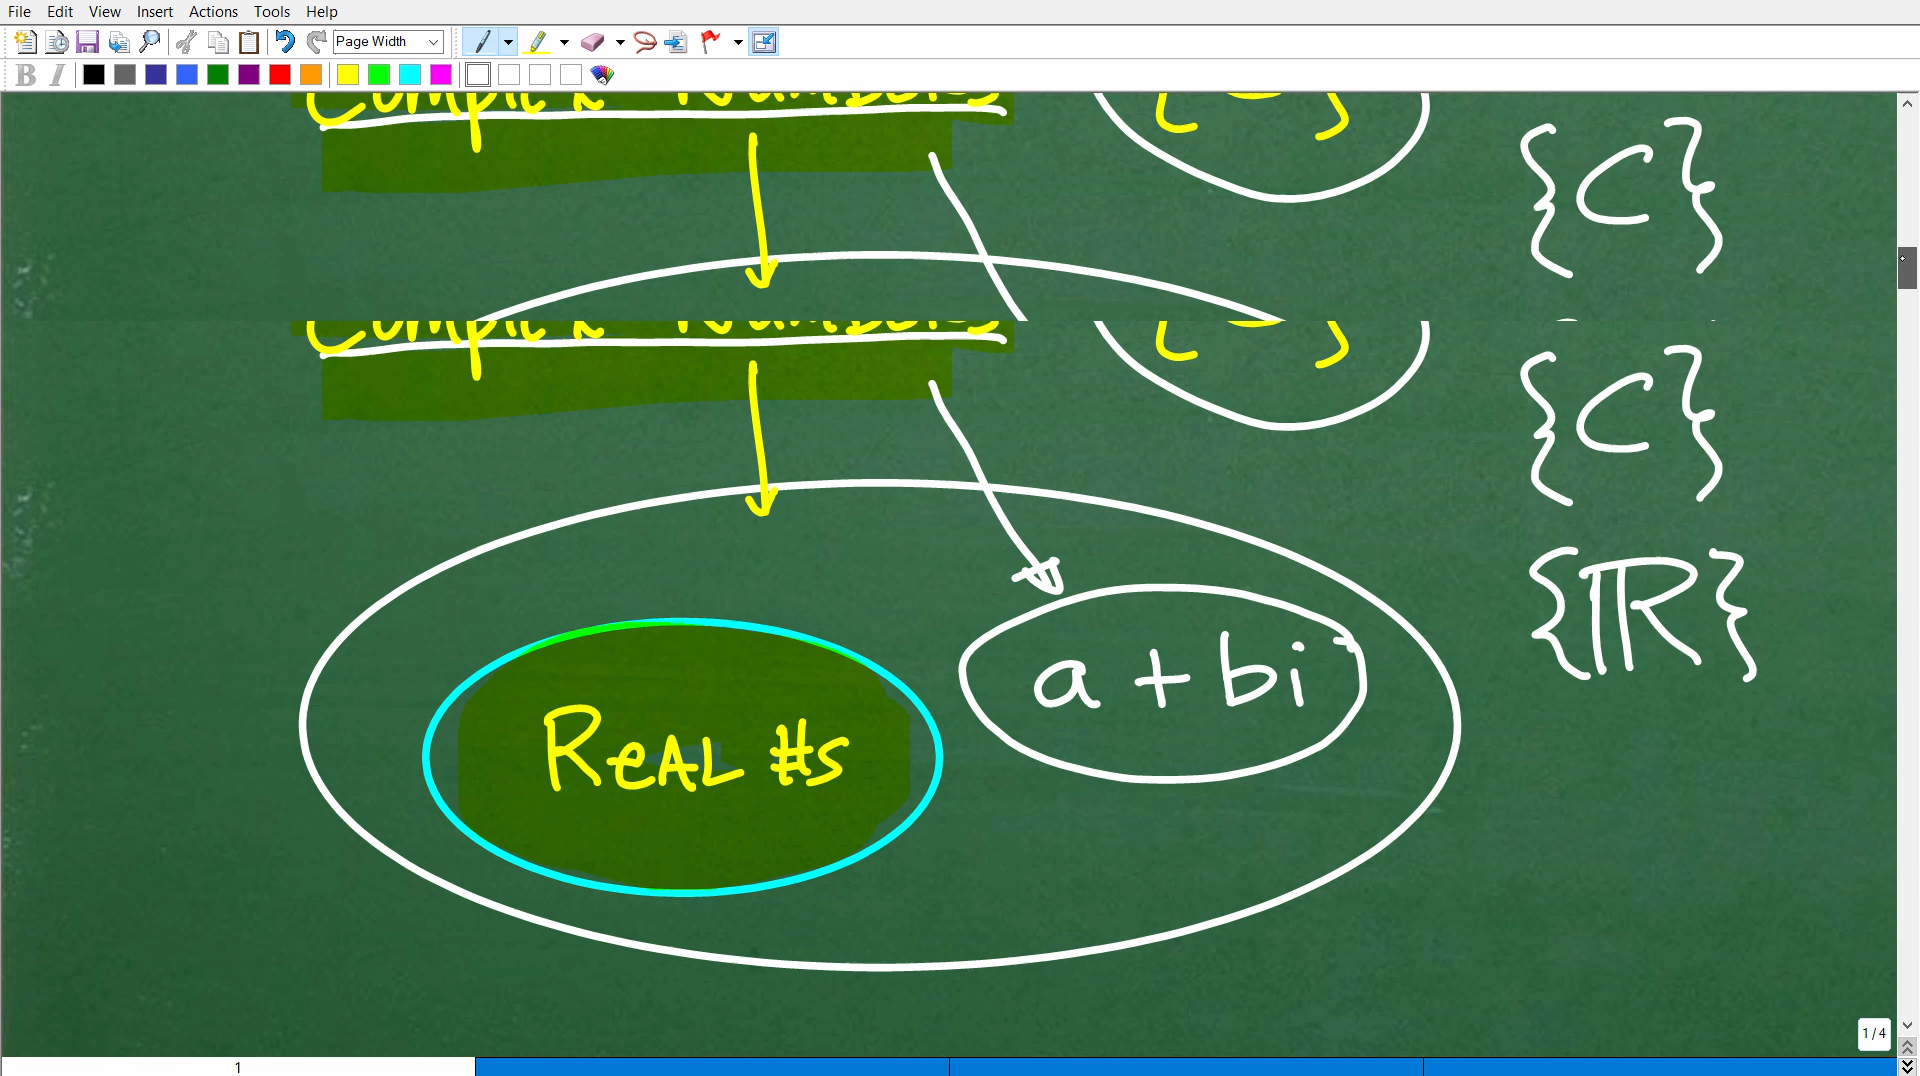 File Edit View Insert Actions Tools Help
Page Width
B I
{C}
{C}
{ℝ}
a + bi
ReAL #s
1 / 4
1